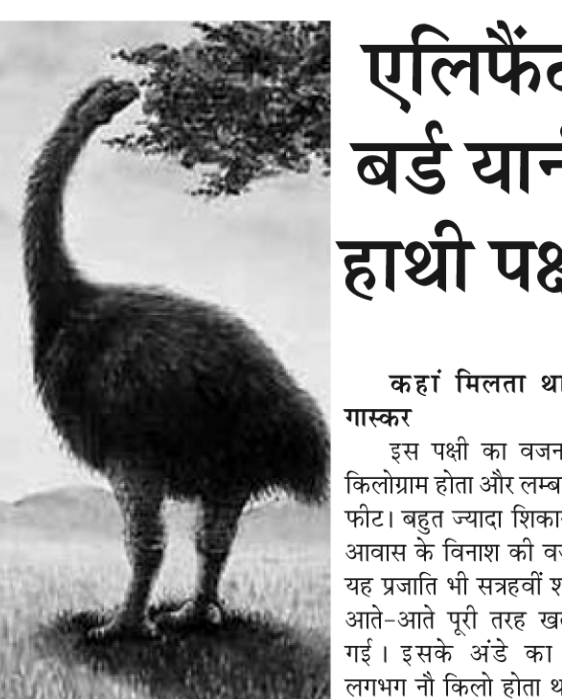 एलिफैंट
बर्ड यानी
हाथी पक्ष
कहां मिलता था
गास्कर
इस पक्षी का वजन
किलोग्राम होता और लम्ब
फीट। बहुत ज्यादा शिका
आवास के विनाश की व
यह प्रजाति भी सत्रहवीं श
आते-आते पूरी तरह ख
गई। इसके अंडे का
लगभग नौ किलो होता थ